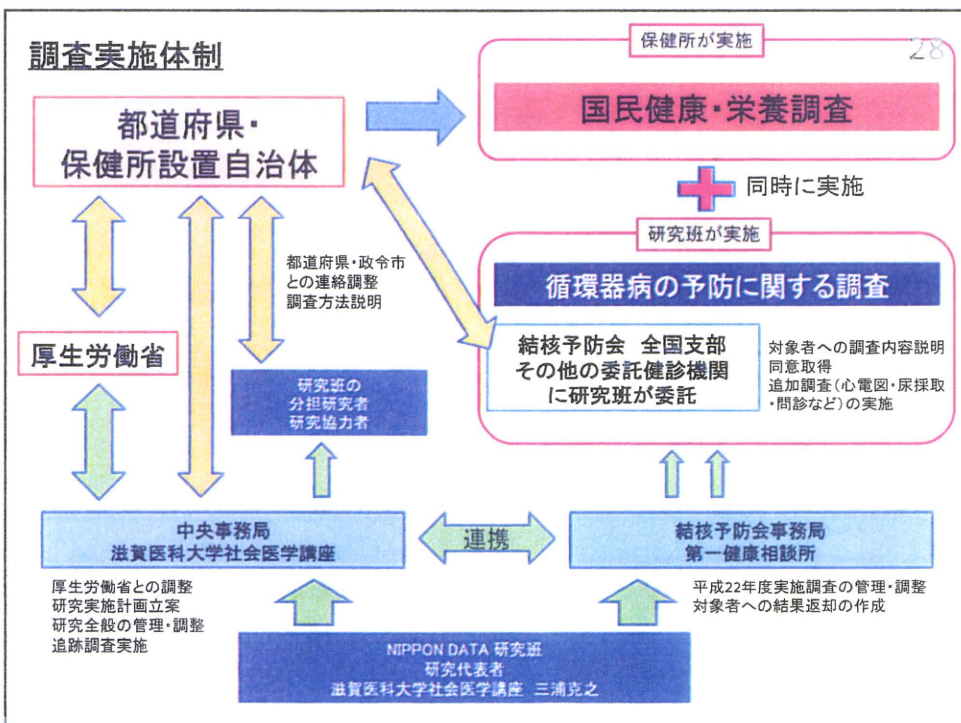 調査実施体制
28
保健所が実施
国民健康・栄養調査
都道府県・
保健所設置自治体
同時に実施
研究班が実施
循環器病の予防に関する調査
都道府県・政令市
との連絡調整
調査方法説明
結核予防会 全国支部
その他の委託健診機関
に研究班が委託
対象者への調査内容説明
同意取得
追加調査(心電図・尿採取
・問診など)の実施
厚生労働省
研究班の
分担研究者
研究協力者
中央事務局
滋賀医科大学社会医学講座
連携
結核予防会事務局
第一健康相談所
厚生労働省との調整
研究実施計画立案
研究全般の管理・調整
追跡調査実施
平成22年度実施調査の管理・調整
対象者への結果返却の作成
NIPPON DATA 研究班
研究代表者
滋賀医科大学社会医学講座 三浦克之